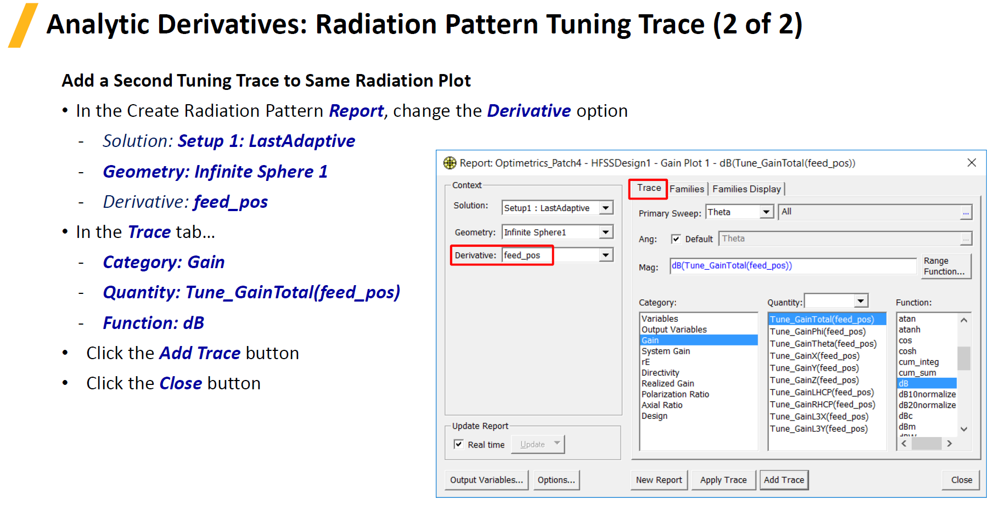 Analytic Derivatives: Radiation Pattern Tuning Trace (2 of 2)
Add a Second Tuning Trace to Same Radiation Plot
• In the Create Radiation Pattern Report, change the Derivative option
- Solution: Setup 1: LastAdaptive
- Geometry: Infinite Sphere 1
- Derivative: feed_pos
• In the Trace tab...
- Category: Gain
- Quantity: Tune_GainTotal(feed_pos)
- Function: dB
• Click the Add Trace button
• Click the Close button
Report: Optimetrics_Patch4 - HFSSDesign1 - Gain Plot 1 - dB(Tune_GainTotal(feed_pos))
Context
Solution: Setup1 : LastAdaptive
Geometry: Infinite Sphere1
Derivative: feed_pos
Update Report
Real time Update
Output Variables... Options...
Trace Families Families Display
Primary Sweep: Theta All ...
Ang: Default Theta ...
Mag: dB(Tune_GainTotal(feed_pos)) Range Function...
Category:
Variables
Output Variables
Gain
System Gain
rE
Directivity
Realized Gain
Polarization Ratio
Axial Ratio
Design
Quantity:
Tune_GainTotal(feed_pos)
Tune_GainPhi(feed_pos)
Tune_GainTheta(feed_pos)
Tune_GainX(feed_pos)
Tune_GainY(feed_pos)
Tune_GainZ(feed_pos)
Tune_GainLHCP(feed_pos)
Tune_GainRHCP(feed_pos)
Tune_GainL3X(feed_pos)
Tune_GainL3Y(feed_pos)
Function:
atan
atanh
cos
cosh
cum_integ
cum_sum
dB
dB10normalize
dB20normalize
dBc
dBm
New Report Apply Trace Add Trace Close